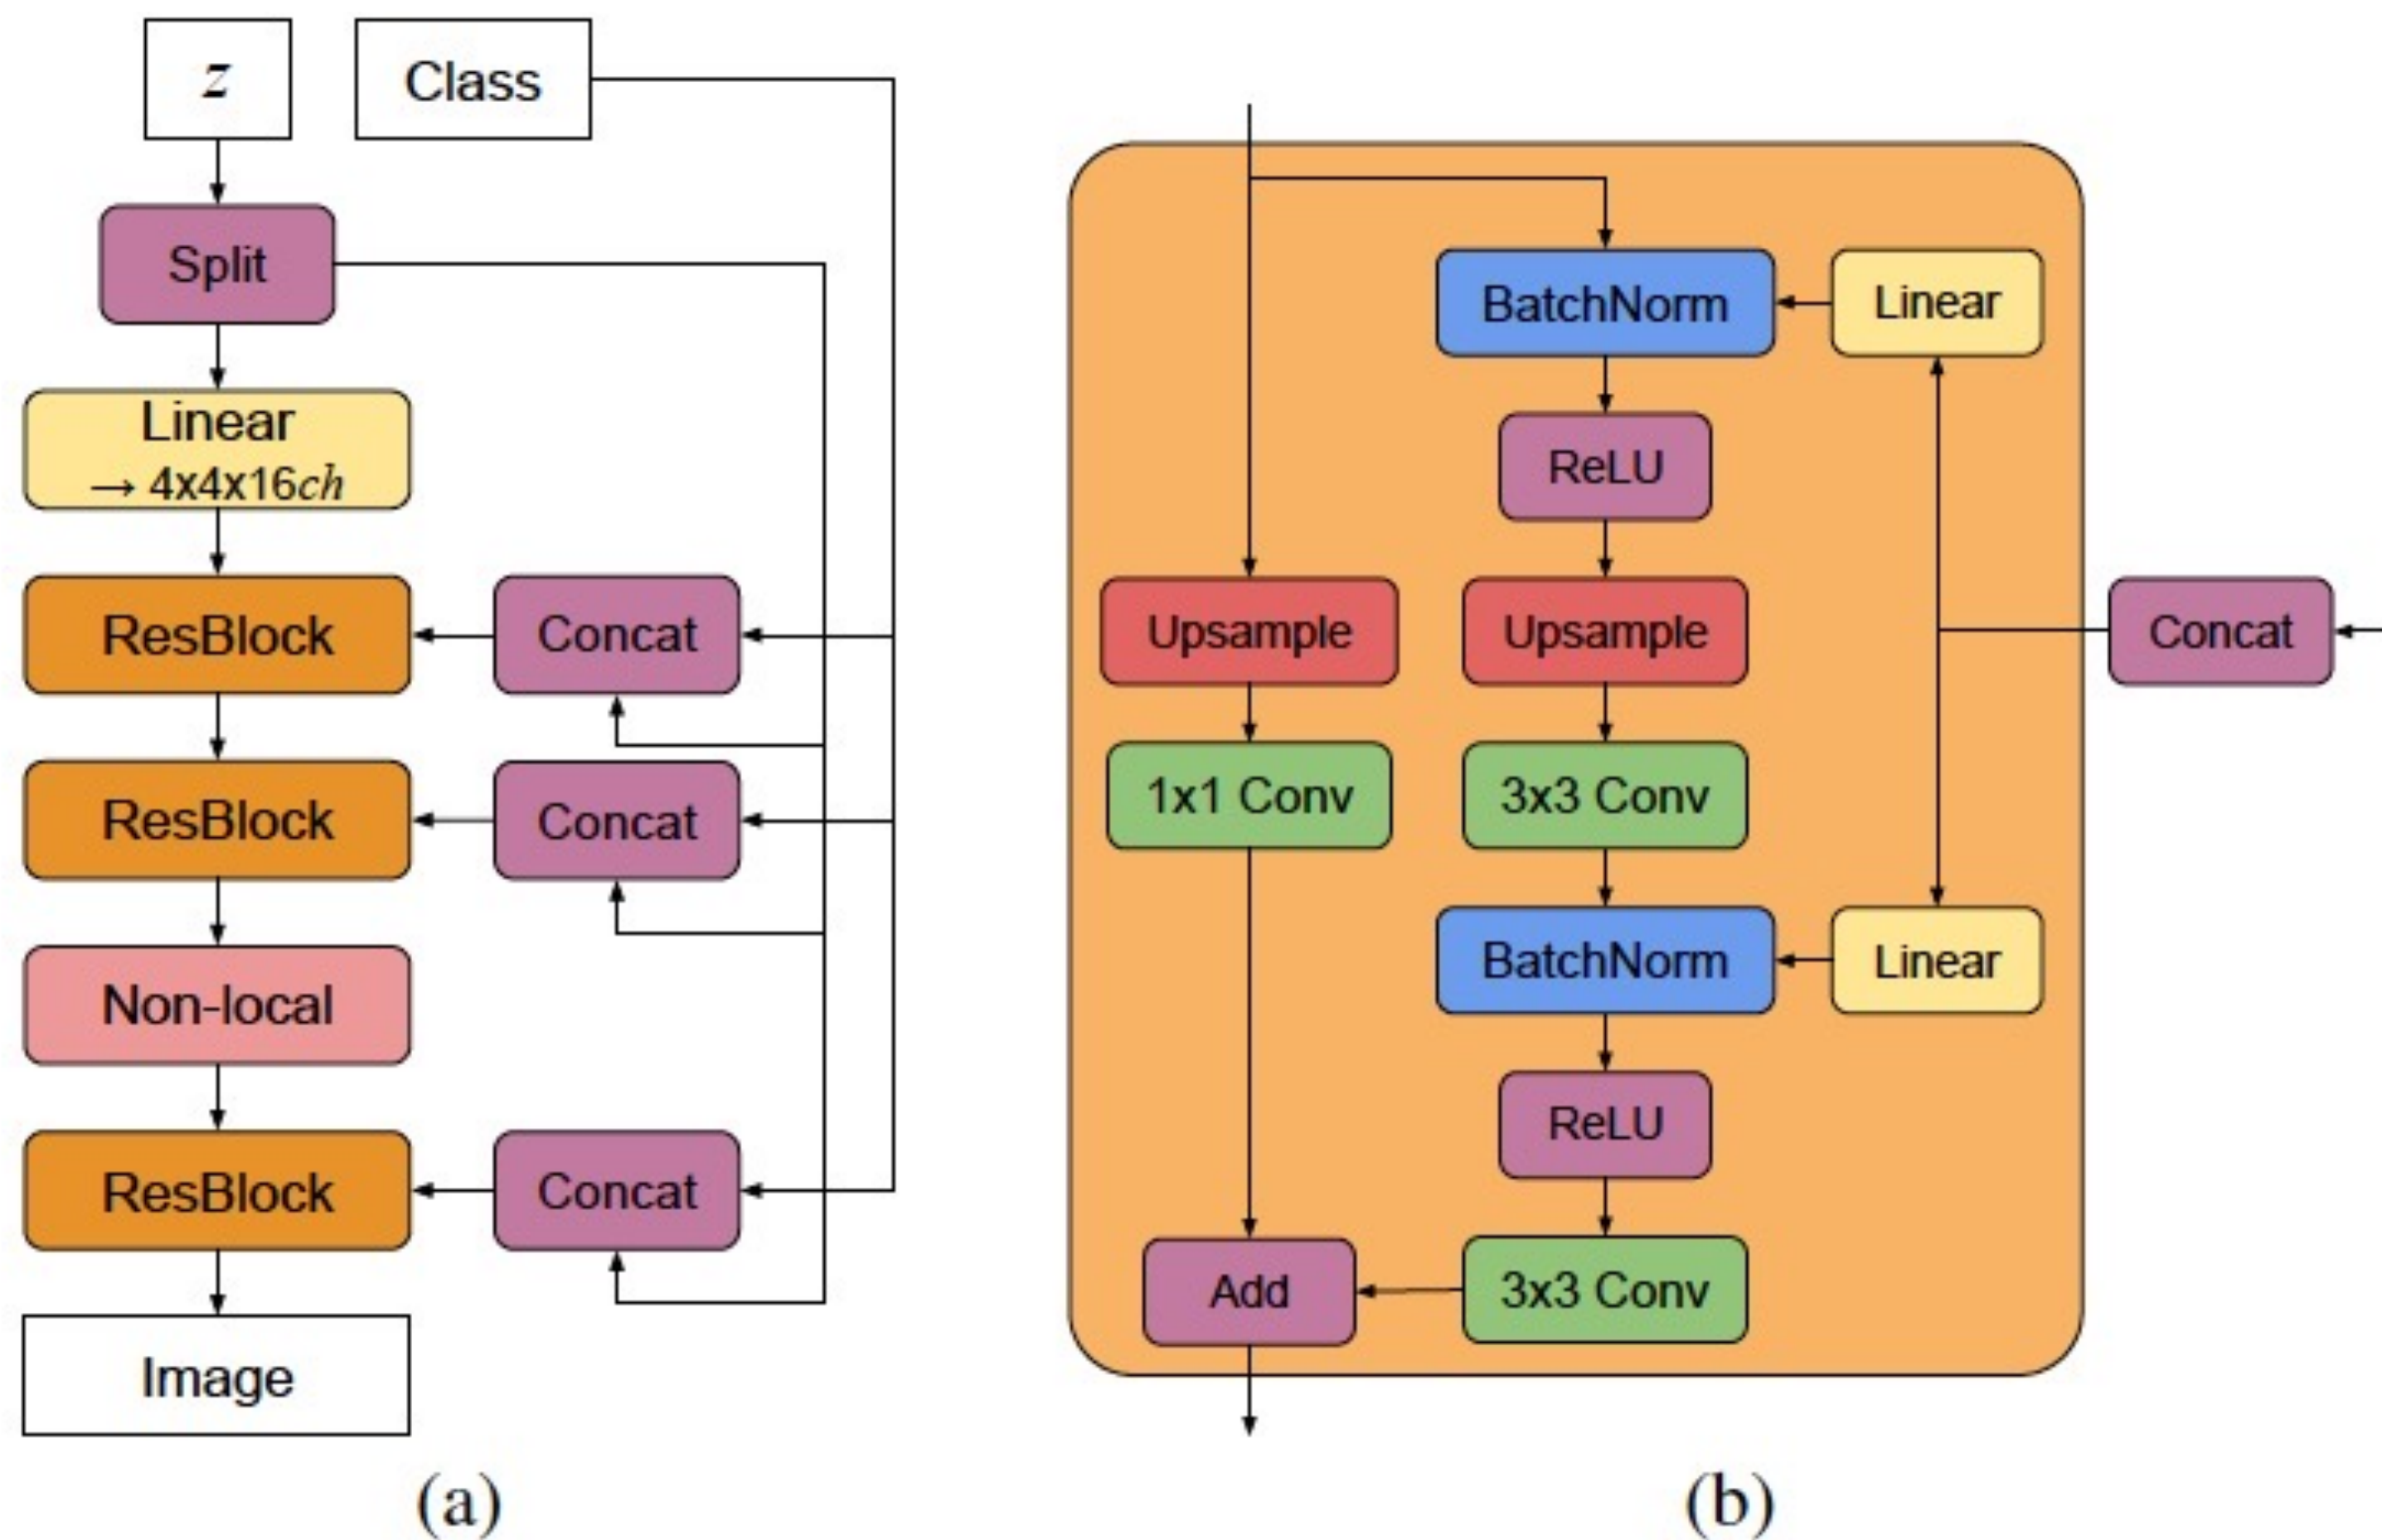 z
Class
Split
Linear
→ 4x4x16ch
ResBlock
Concat
ResBlock
Concat
Non-local
ResBlock
Concat
Image
(a)
BatchNorm
Linear
ReLU
Upsample
Upsample
Concat
1x1 Conv
3x3 Conv
BatchNorm
Linear
ReLU
Add
3x3 Conv
(b)